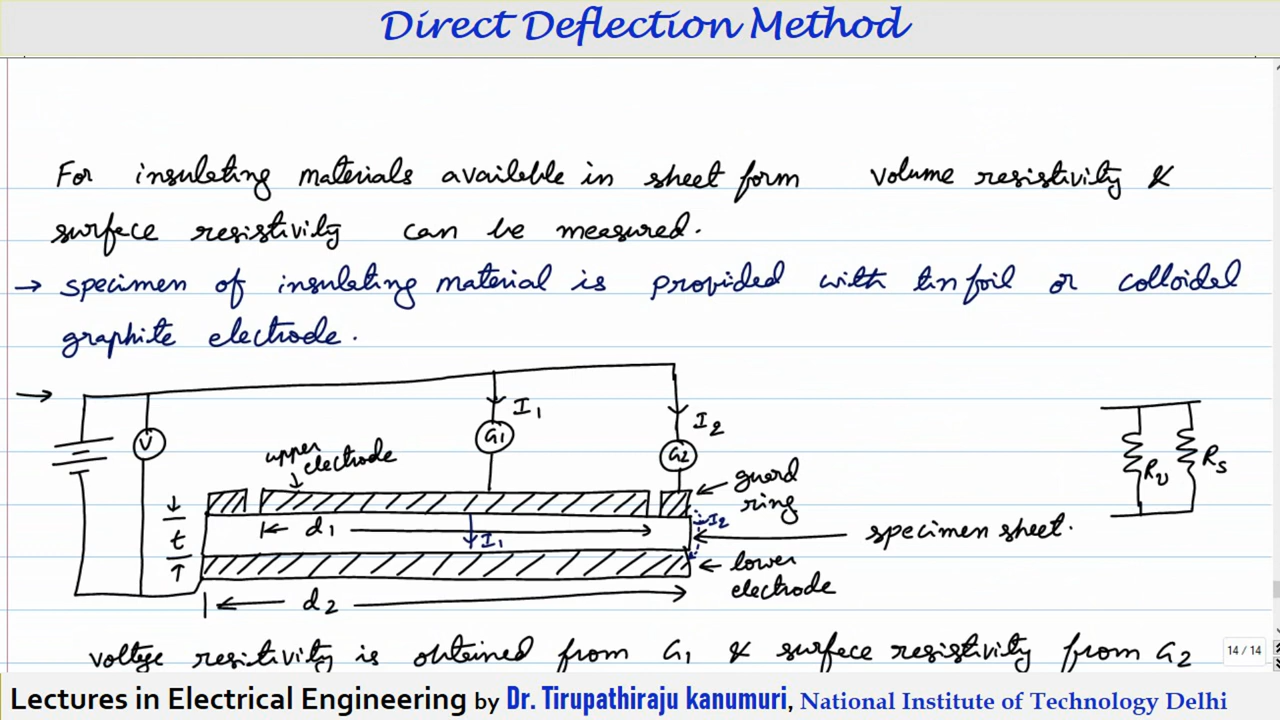 Direct Deflection Method
For insulating materials available in sheet form volume resistivity &
surface resistivity can be measured.
→ specimen of insulating material is provided with tin foil or colloidal
graphite electrode.
→
I1
I2
V
G1
G2
upper
electrode
guard
ring
Rv
Rs
t
d1
I1
I2
specimen sheet.
lower
electrode
d2
voltage resistivity is obtained from G1 & surface resistivity from G2
14 / 14
Lectures in Electrical Engineering by Dr. Tirupathiraju kanumuri, National Institute of Technology Delhi